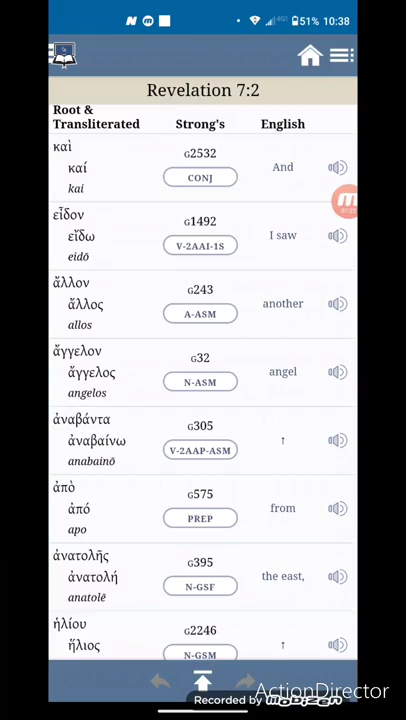 51% 10:38
Revelation 7:2
Root &
Transliterated Strong's English
καὶ
G2532
καί CONJ And
kai
εἶδον
G1492
εἴδω V-2AAI-1S I saw
eidō
ἄλλον
G243
ἄλλος A-ASM another
allos
ἄγγελον
G32
ἄγγελος N-ASM angel
angelos
ἀναβάντα
G305
ἀναβαίνω V-2AAP-ASM ↑
anabainō
ἀπὸ
G575
ἀπό PREP from
apo
ἀνατολῆς
G395
ἀνατολή N-GSF the east,
anatolē
ἡλίου
G2246
ἥλιος N-GSM ↑
ActionDirector
Recorded by mobizen